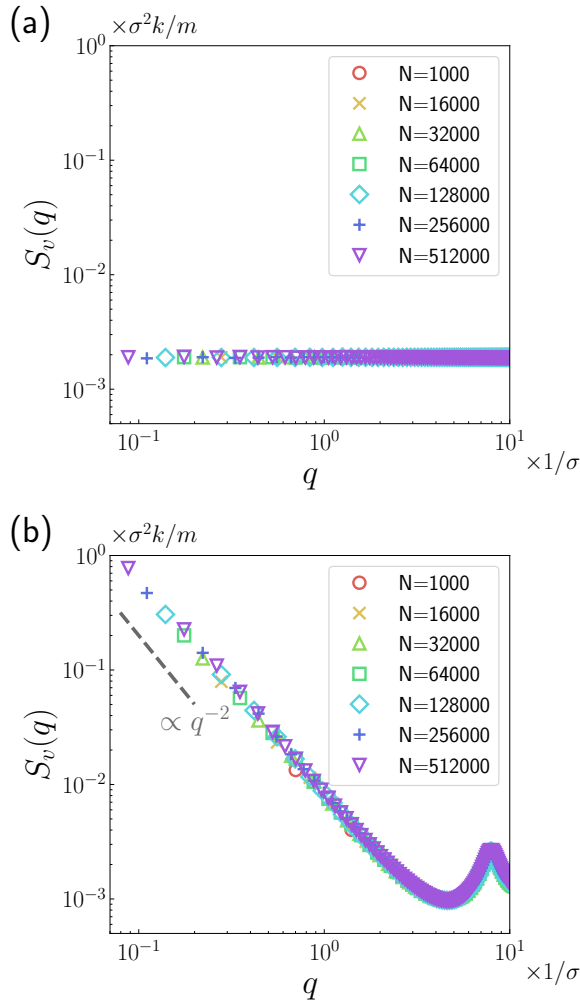 (a)
×σ²k/m
10⁰
10⁻¹
10⁻²
10⁻³
S_v(q)
N=1000
N=16000
N=32000
N=64000
N=128000
N=256000
N=512000
10⁻¹
10⁰
10¹
q
×1/σ
(b)
×σ²k/m
10⁰
10⁻¹
10⁻²
10⁻³
S_v(q)
∝ q⁻²
N=1000
N=16000
N=32000
N=64000
N=128000
N=256000
N=512000
10⁻¹
10⁰
10¹
q
×1/σ